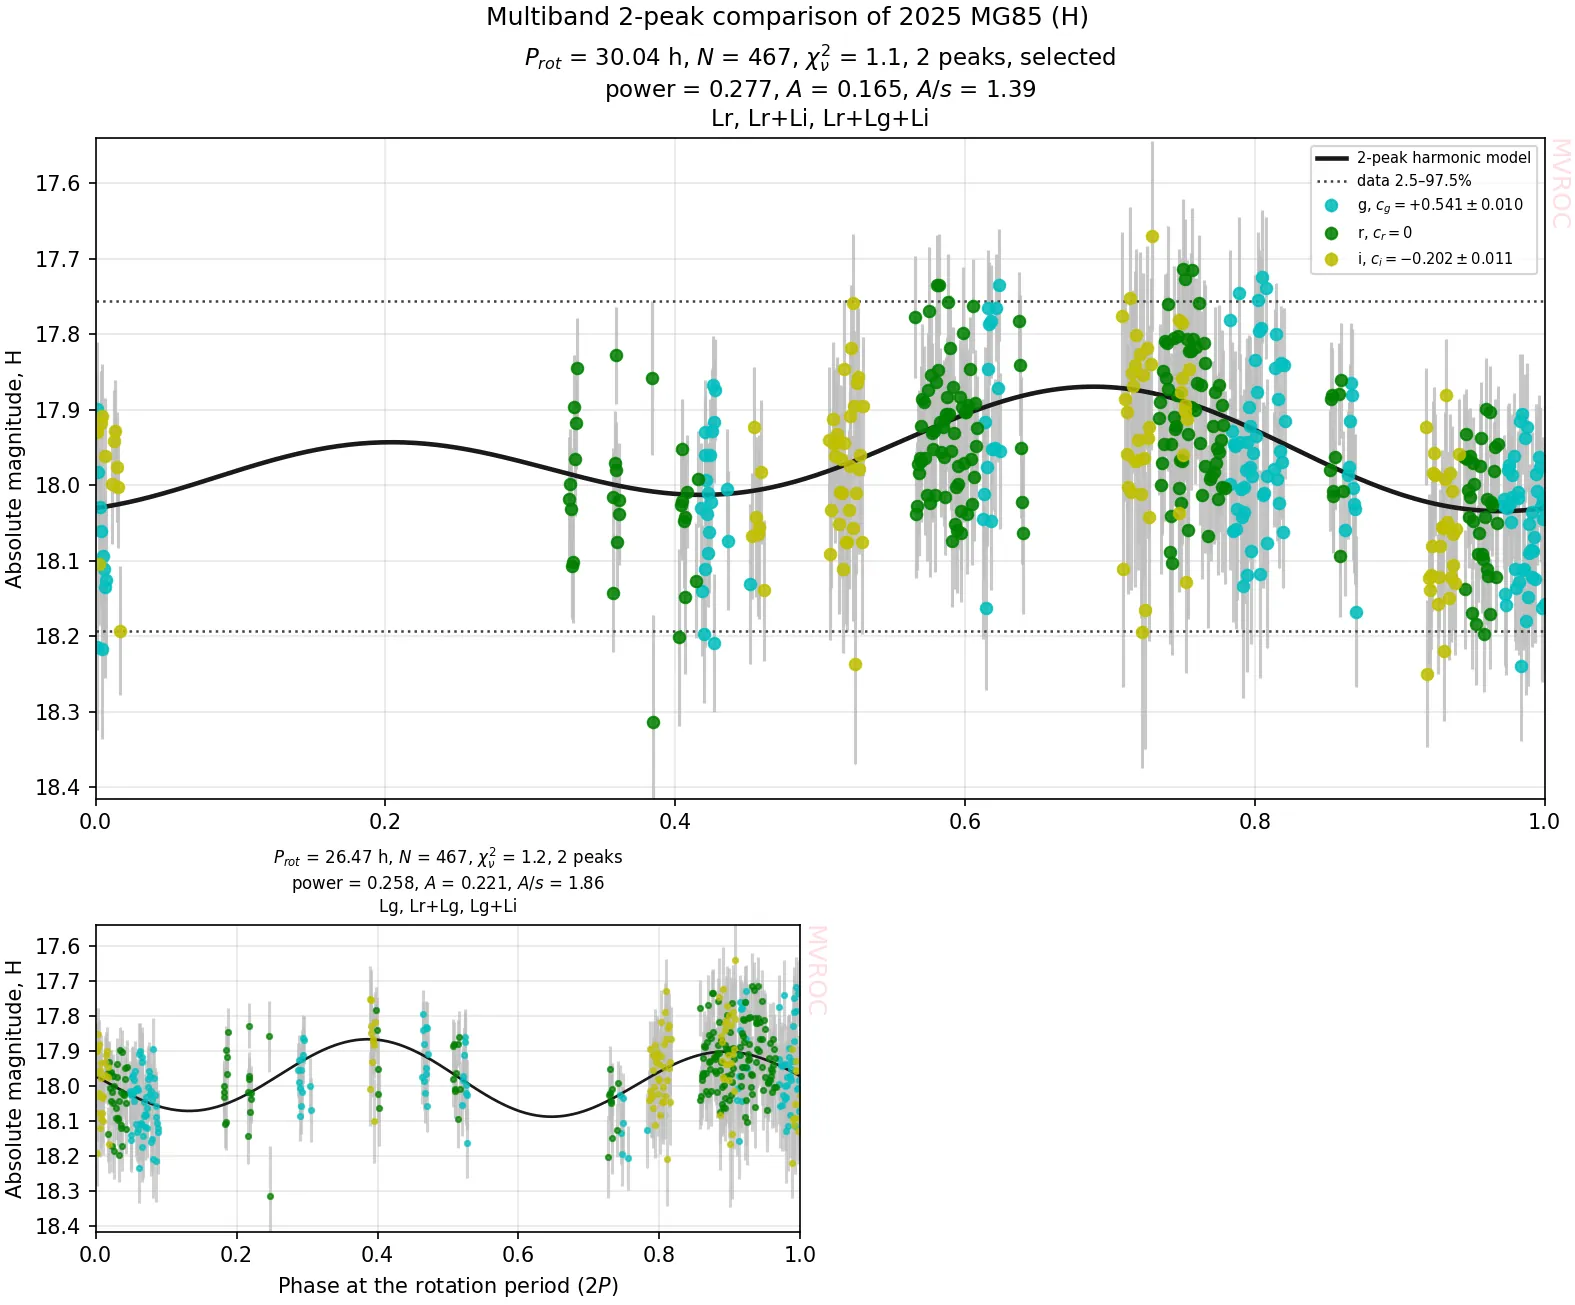 Multiband 2-peak comparison of 2025 MG85 (H)
P_rot = 30.04 h, N = 467, χ²_ν = 1.1, 2 peaks, selected
power = 0.277, A = 0.165, A/s = 1.39
Lr, Lr+Li, Lr+Lg+Li
2-peak harmonic model
data 2.5–97.5%
g, c_g = +0.541 ± 0.010
r, c_r = 0
i, c_i = −0.202 ± 0.011
MVROC
Absolute magnitude, H
17.6
17.7
17.8
17.9
18.0
18.1
18.2
18.3
18.4
0.0 0.2 0.4 0.6 0.8 1.0
P_rot = 26.47 h, N = 467, χ²_ν = 1.2, 2 peaks
power = 0.258, A = 0.221, A/s = 1.86
Lg, Lr+Lg, Lg+Li
MVROC
Absolute magnitude, H
17.6
17.7
17.8
17.9
18.0
18.1
18.2
18.3
18.4
0.0 0.2 0.4 0.6 0.8 1.0
Phase at the rotation period (2P)